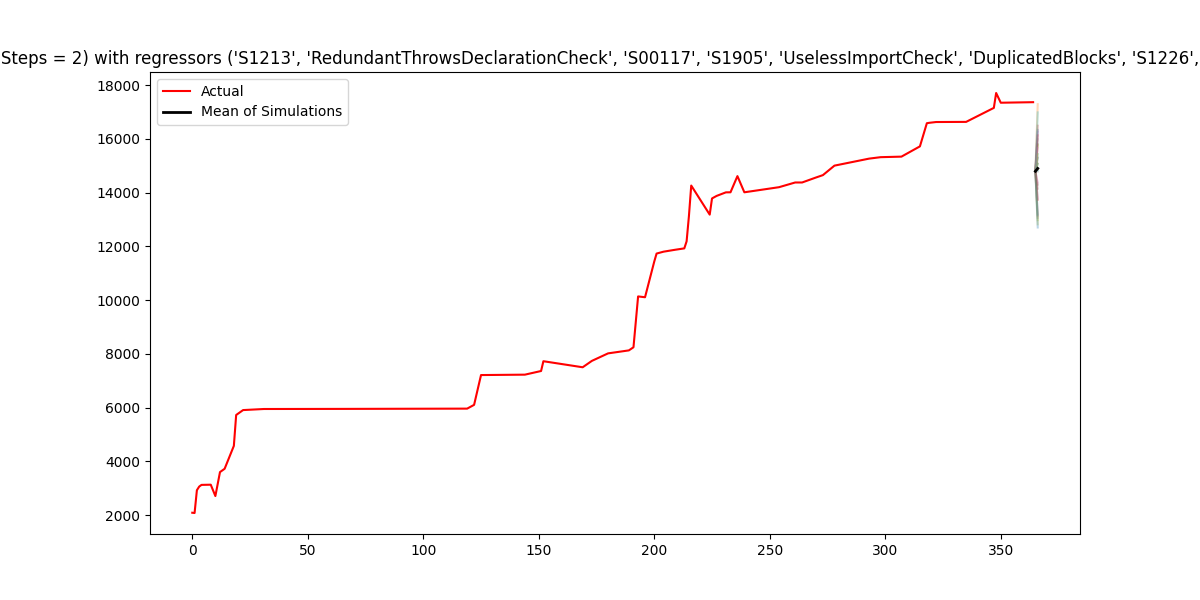 Steps = 2) with regressors ('S1213', 'RedundantThrowsDeclarationCheck', 'S00117', 'S1905', 'UselessImportCheck', 'DuplicatedBlocks', 'S1226',
Actual
Mean of Simulations
18000
16000
14000
12000
10000
8000
6000
4000
2000
0 50 100 150 200 250 300 350